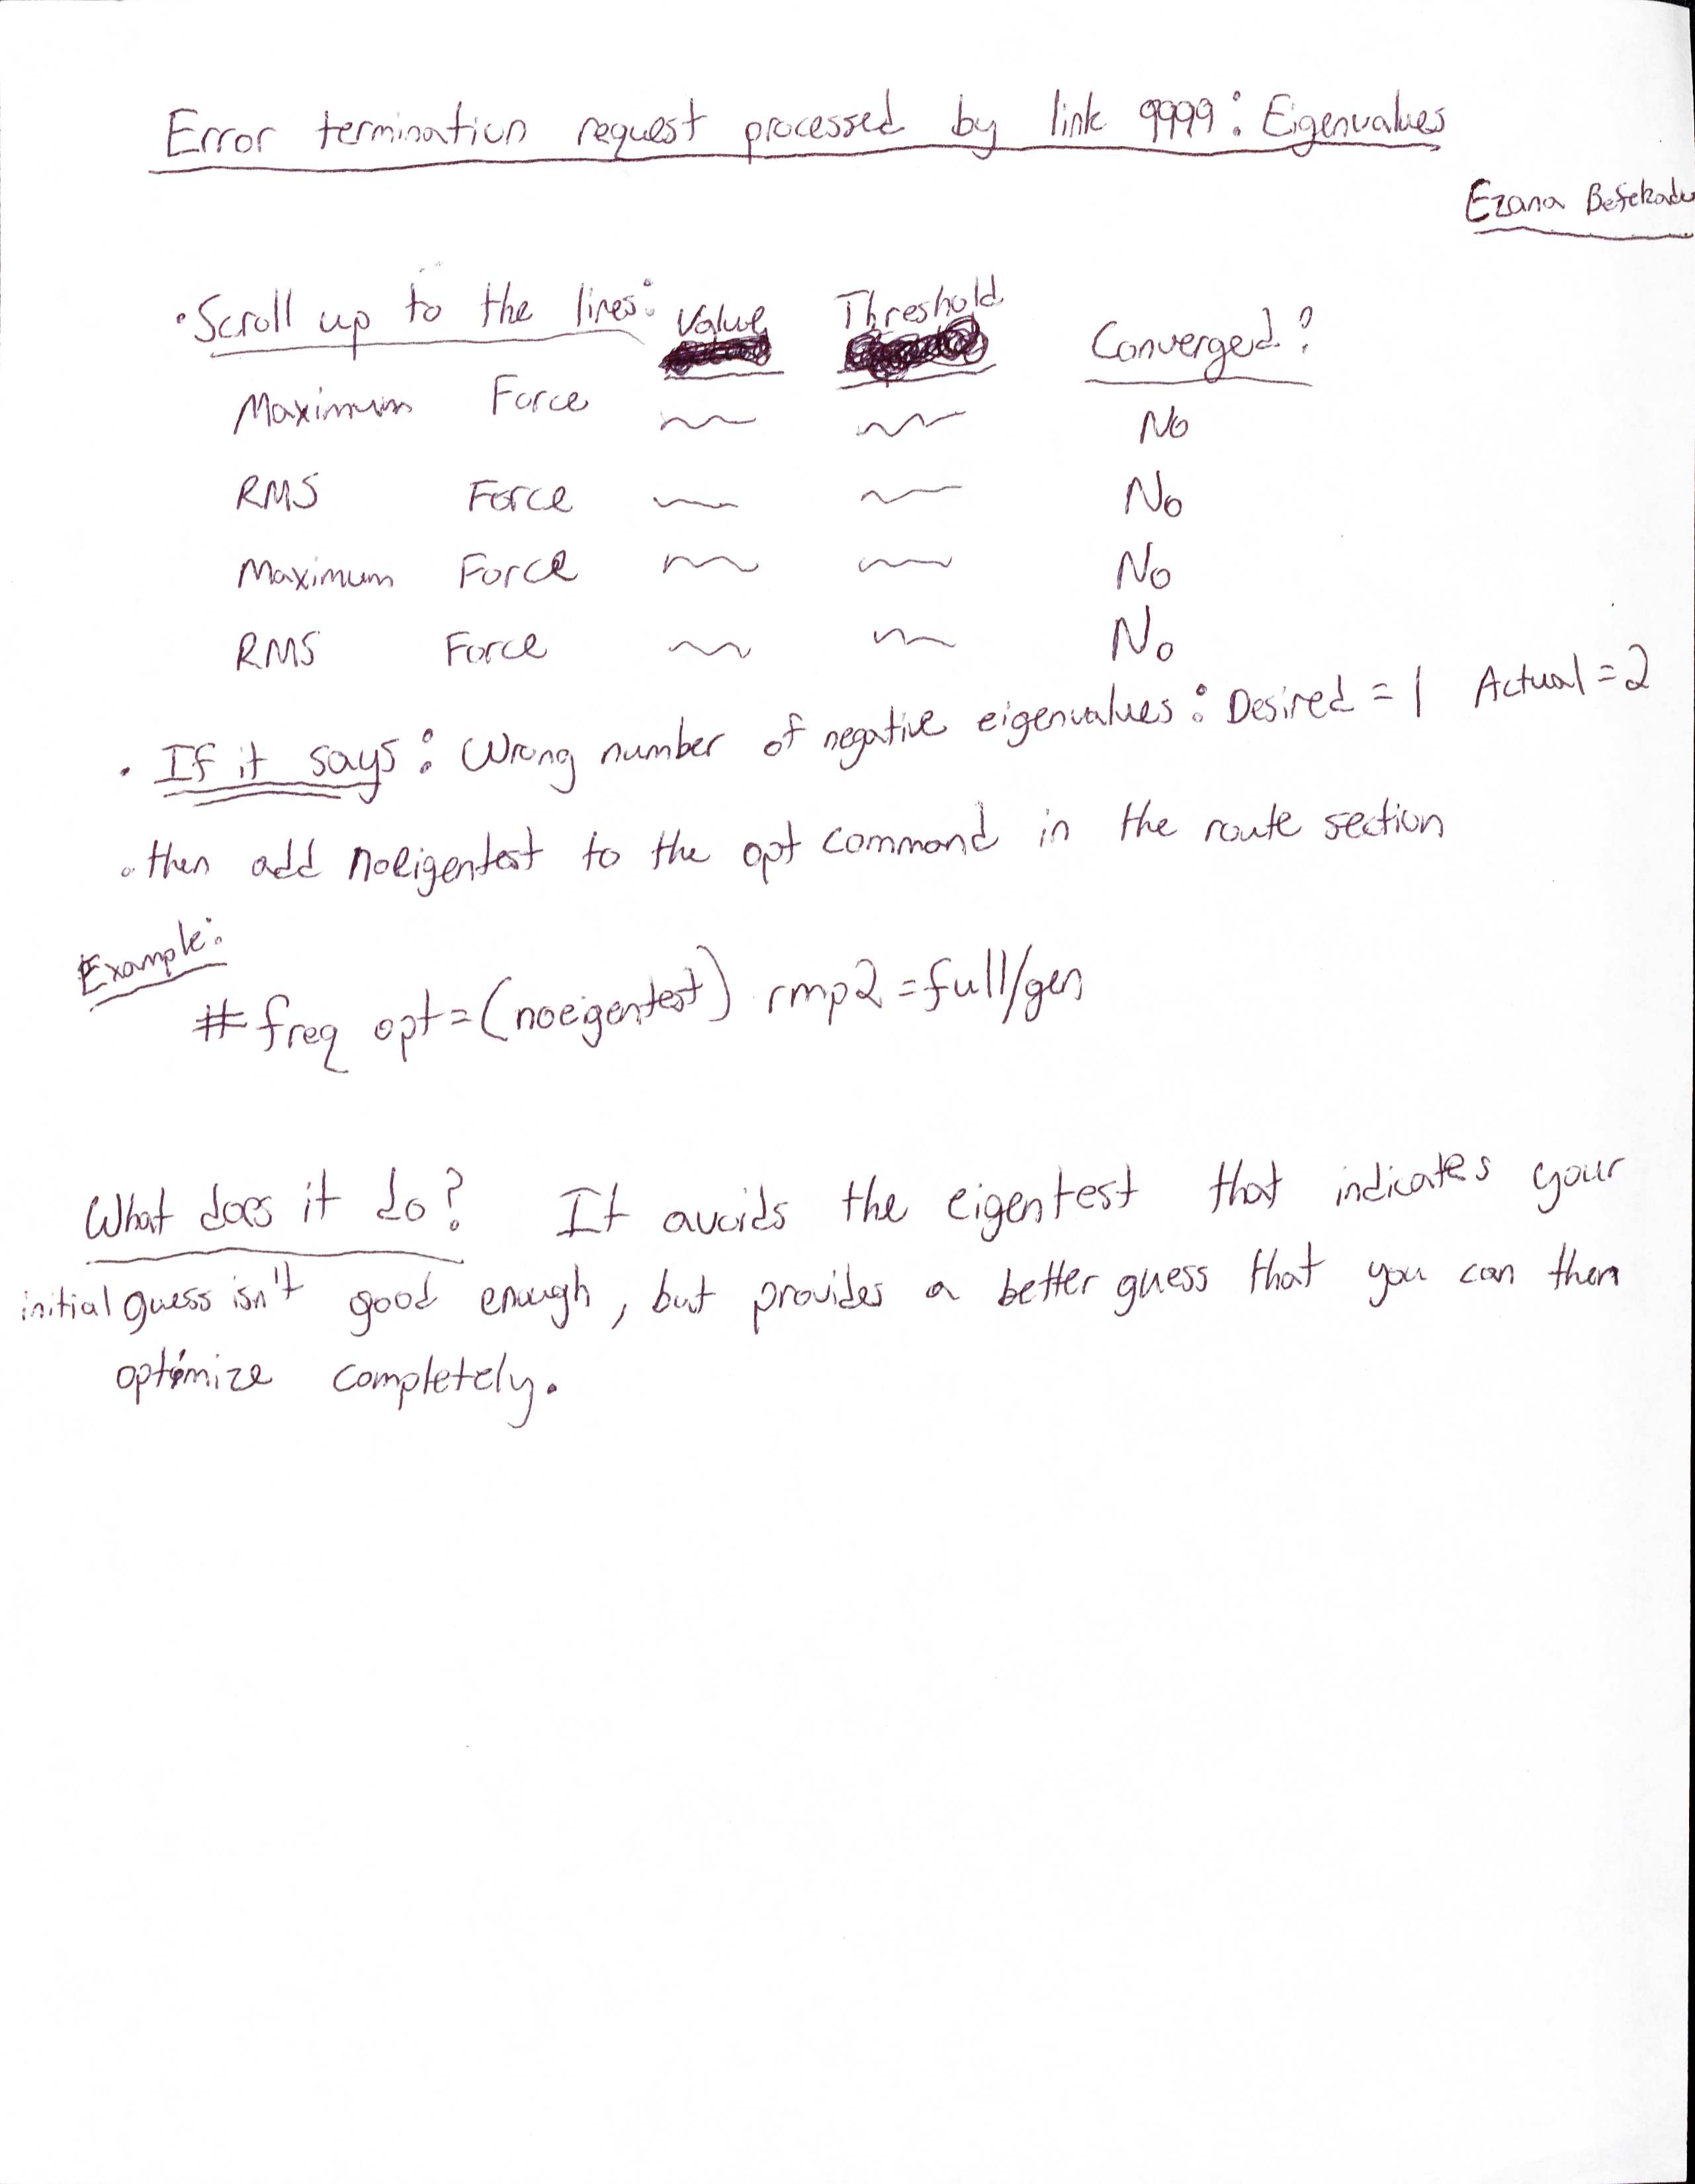 Error termination request processed by link 9999: Eigenvalues
Ezana Befekadu
• Scroll up to the lines: Value Threshold Converged?
Maximum Force No
RMS Force No
Maximum Force No
RMS Force No
• If it says: Wrong number of negative eigenvalues: Desired = 1 Actual = 2
• then add noeigentest to the opt command in the route section
Example:
# freq opt=(noeigentest) rmp2=full/gen
What does it do? It avoids the eigentest that indicates your
initial guess isn't good enough, but provides a better guess that you can then
optimize completely.